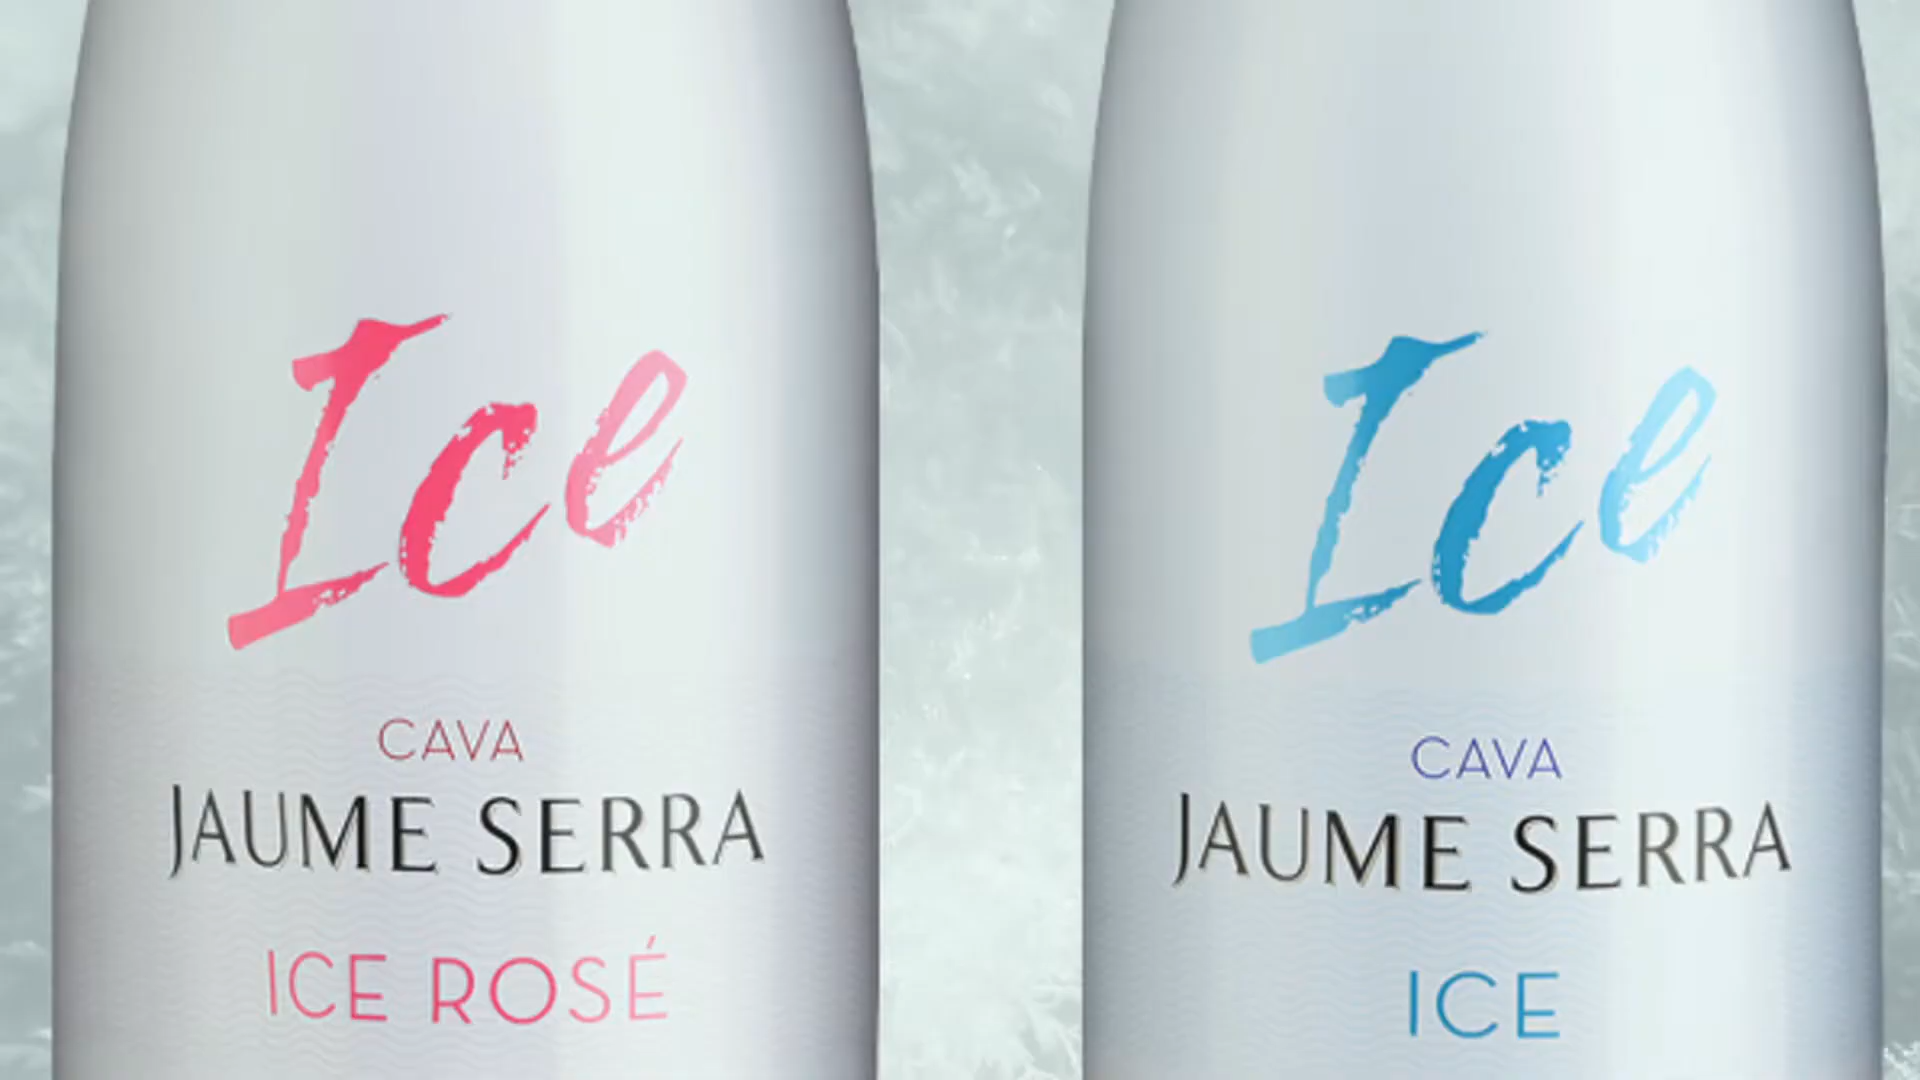 Ice
CAVA
JAUME SERRA
ICE ROSÉ
Ice
CAVA
JAUME SERRA
ICE